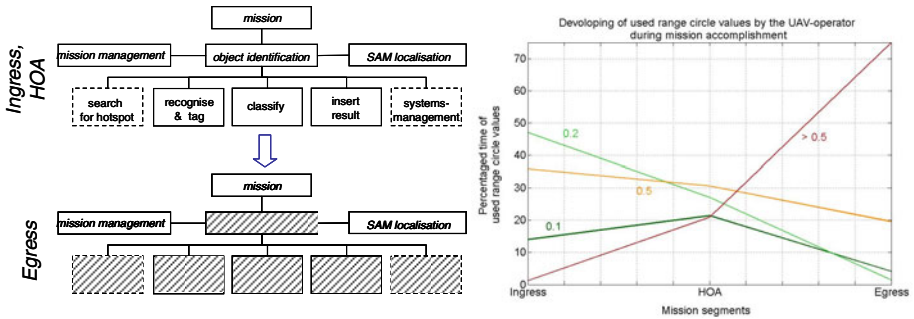 Ingress,
HOA
mission
mission management
object identification
SAM localisation
search
for hotspot
recognise
& tag
classify
insert
result
systems-
management
Egress
mission
mission management
SAM localisation
Devoloping of used range circle values by the UAV-operator
during mission accomplishment
Percentaged time of
used range circle values
70
60
50
40
30
20
10
0
0.2
> 0.5
0.5
0.1
Ingress
HOA
Egress
Mission segments